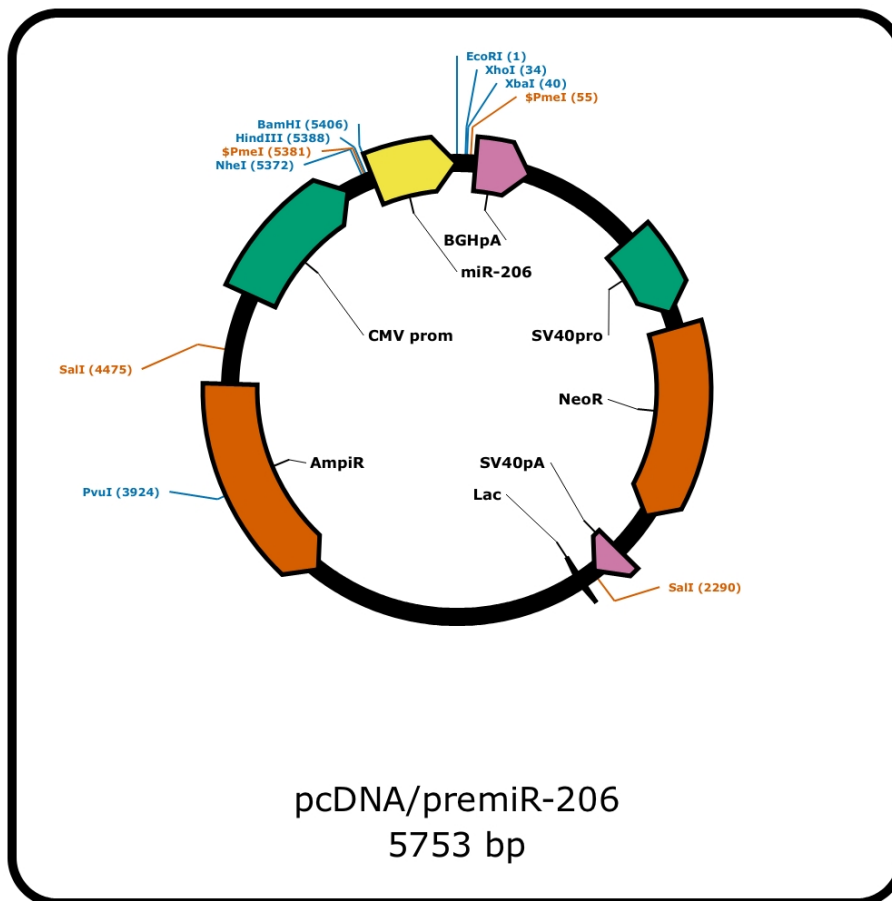 EcoRI (1)
XhoI (34)
XbaI (40)
$PmeI (55)
BamHI (5406)
HindIII (5388)
$PmeI (5381)
NheI (5372)
BGHpA
miR-206
CMV prom
SV40pro
SalI (4475)
NeoR
AmpiR
SV40pA
PvuI (3924)
Lac
SalI (2290)
pcDNA/premiR-206
5753 bp